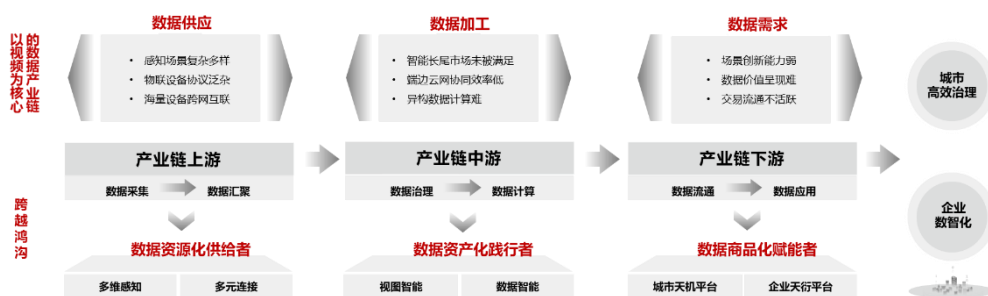 以视频为核心
的数据产业链
数据供应
数据加工
数据需求
• 感知场景复杂多样
• 物联设备协议泛杂
• 海量设备跨网互联
• 智能长尾市场未被满足
• 端边云网协同效率低
• 异构数据计算难
• 场景创新能力弱
• 数据价值呈现难
• 交易流通不活跃
城市
高效治理
产业链上游
产业链中游
产业链下游
数据采集
数据汇聚
数据治理
数据计算
数据流通
数据应用
企业
数智化
跨越鸿沟
数据资源化供给者
数据资产化践行者
数据商品化赋能者
多维感知
多元连接
视图智能
数据智能
城市天机平台
企业天衍平台